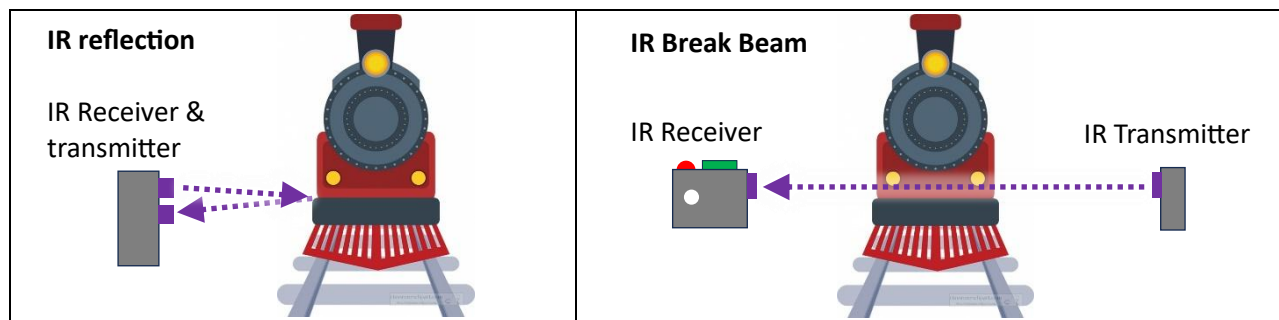 IR reflection
IR Receiver &
transmitter
IR Break Beam
IR Receiver
IR Transmitter